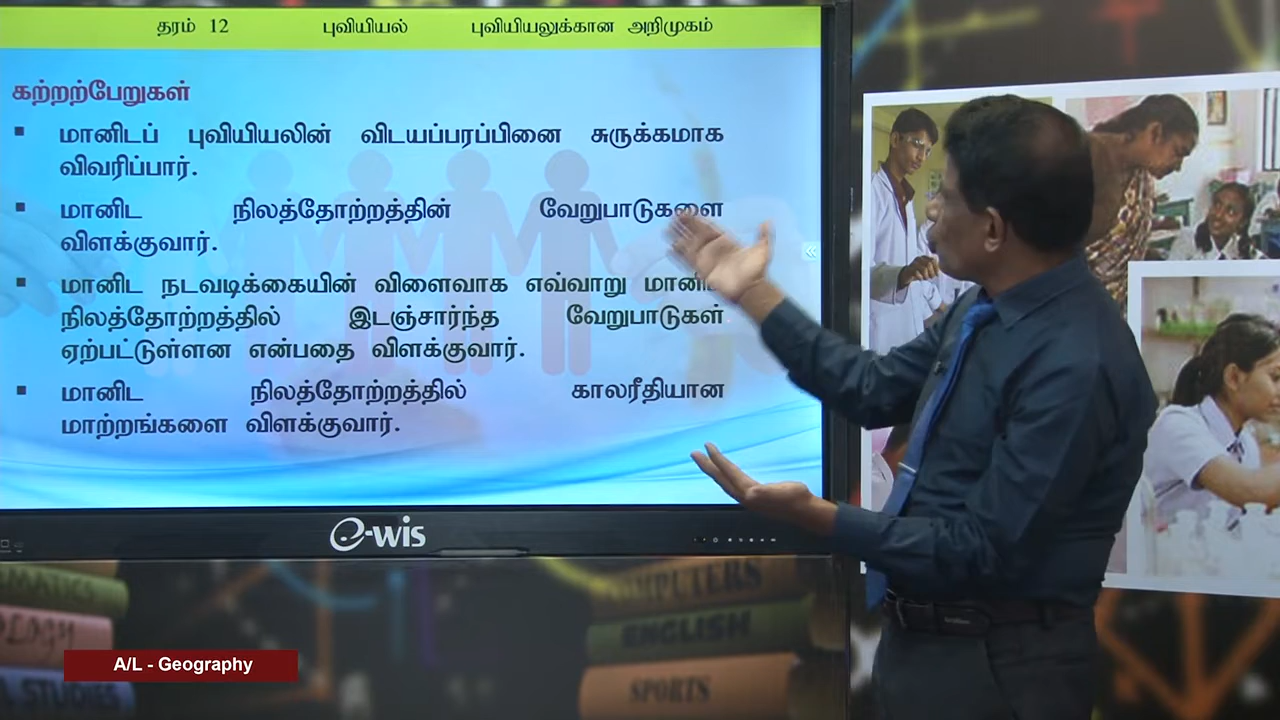 தரம் 12 புவியியல் புவியியலுக்கான அறிமுகம்
கற்றற்பேறுகள்
▪ மானிடப் புவியியலின் விடயப்பரப்பினை சுருக்கமாக
விவரிப்பார்.
▪ மானிட நிலத்தோற்றத்தின் வேறுபாடுகளை
விளக்குவார்.
▪ மானிட நடவடிக்கையின் விளைவாக எவ்வாறு மானிட
நிலத்தோற்றத்தில் இடஞ்சார்ந்த வேறுபாடுகள்
ஏற்பட்டுள்ளன என்பதை விளக்குவார்.
▪ மானிட நிலத்தோற்றத்தில் காலரீதியான
மாற்றங்களை விளக்குவார்.
e-wis
COMPUTERS
ENGLISH
SPORTS
A/L - Geography
STUDIES